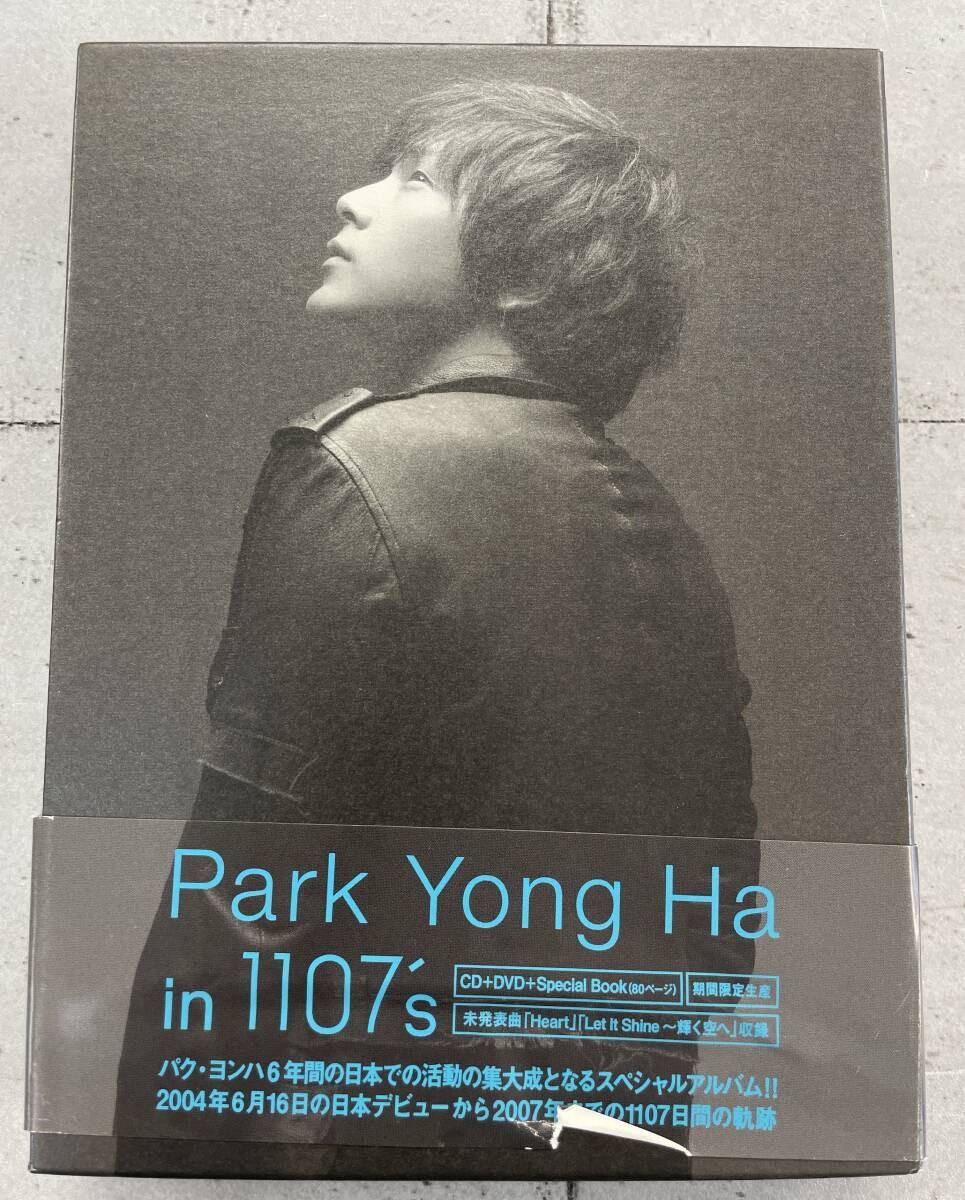 Park Yong Ha
in 1107's
CD+DVD+Special Book(80ページ)
期間限定生産
未発表曲「Heart」「Let it Shine ～輝く空へ」収録
パク・ヨンハ6年間の日本での活動の集大成となるスペシャルアルバム!!
2004年6月16日の日本デビューから2007年までの1107日間の軌跡